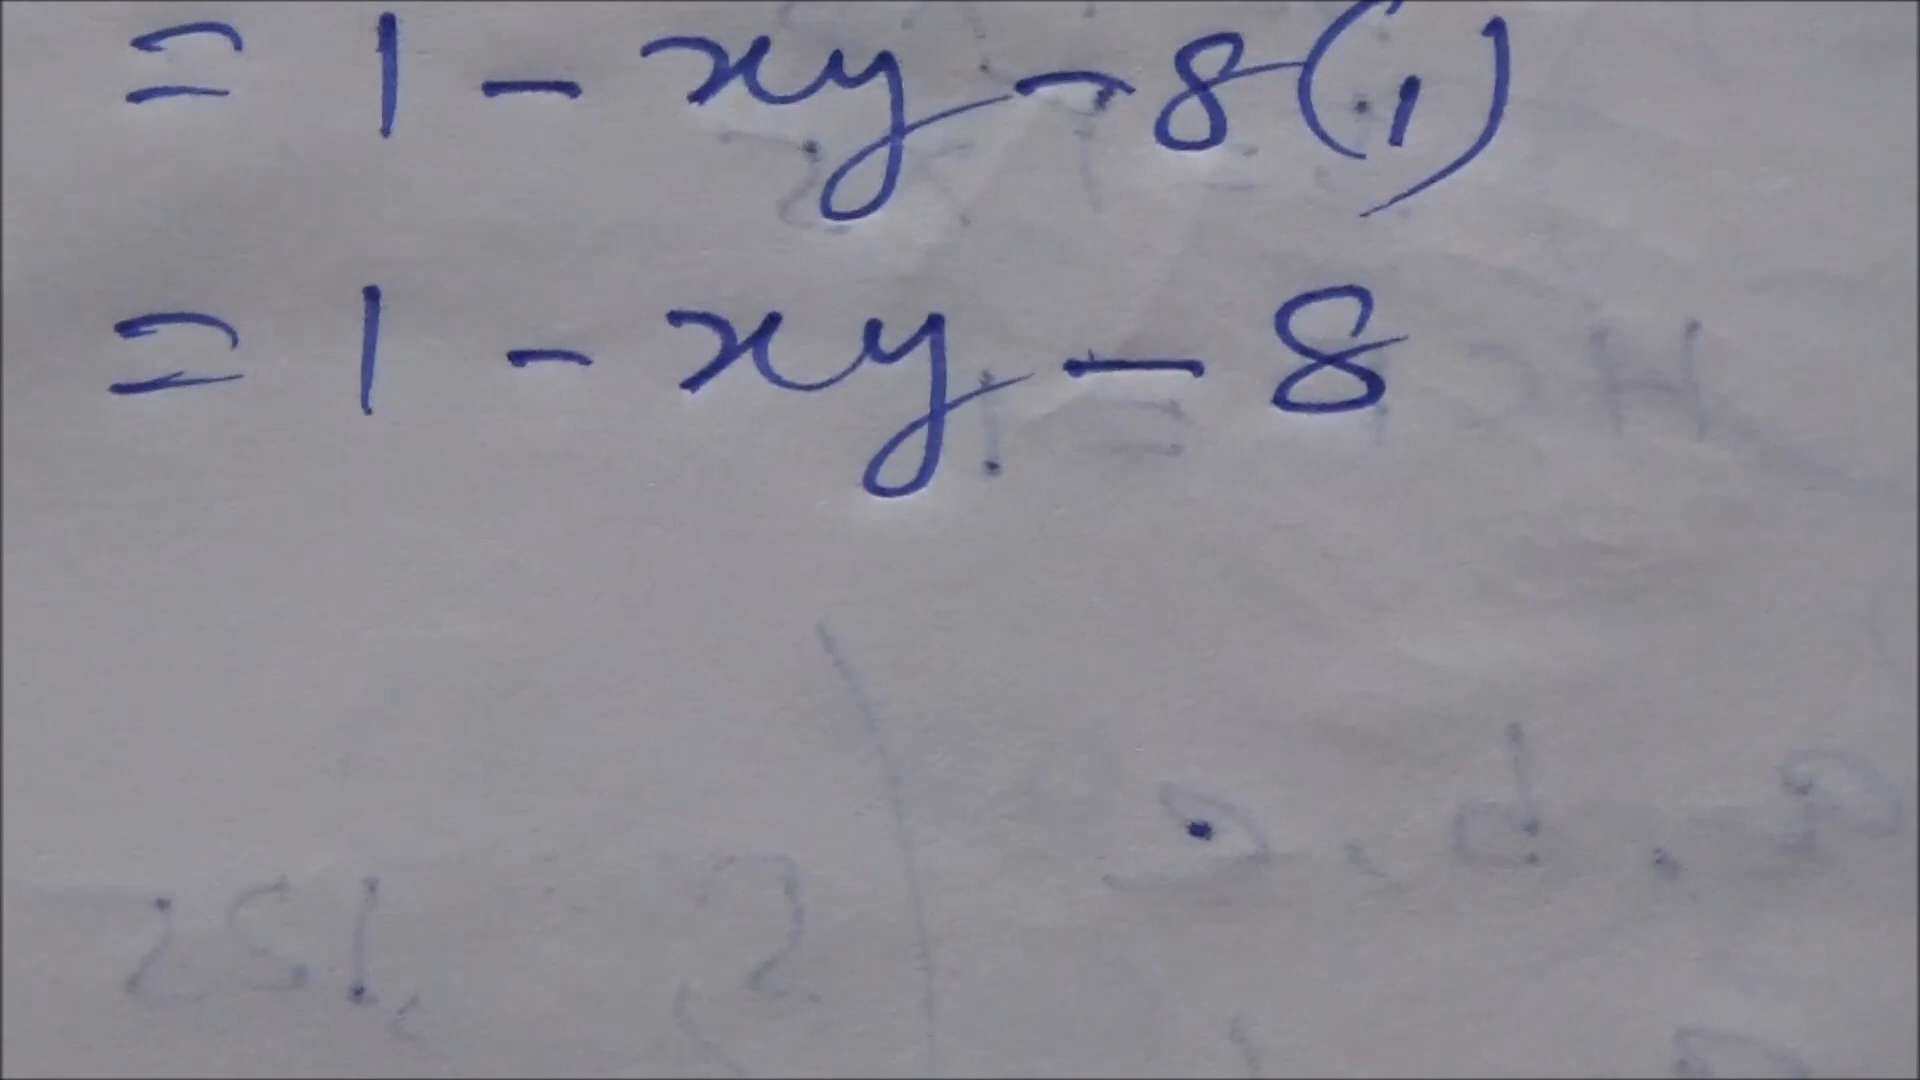 = 1 - xy - 8(1)
= 1 - xy - 8